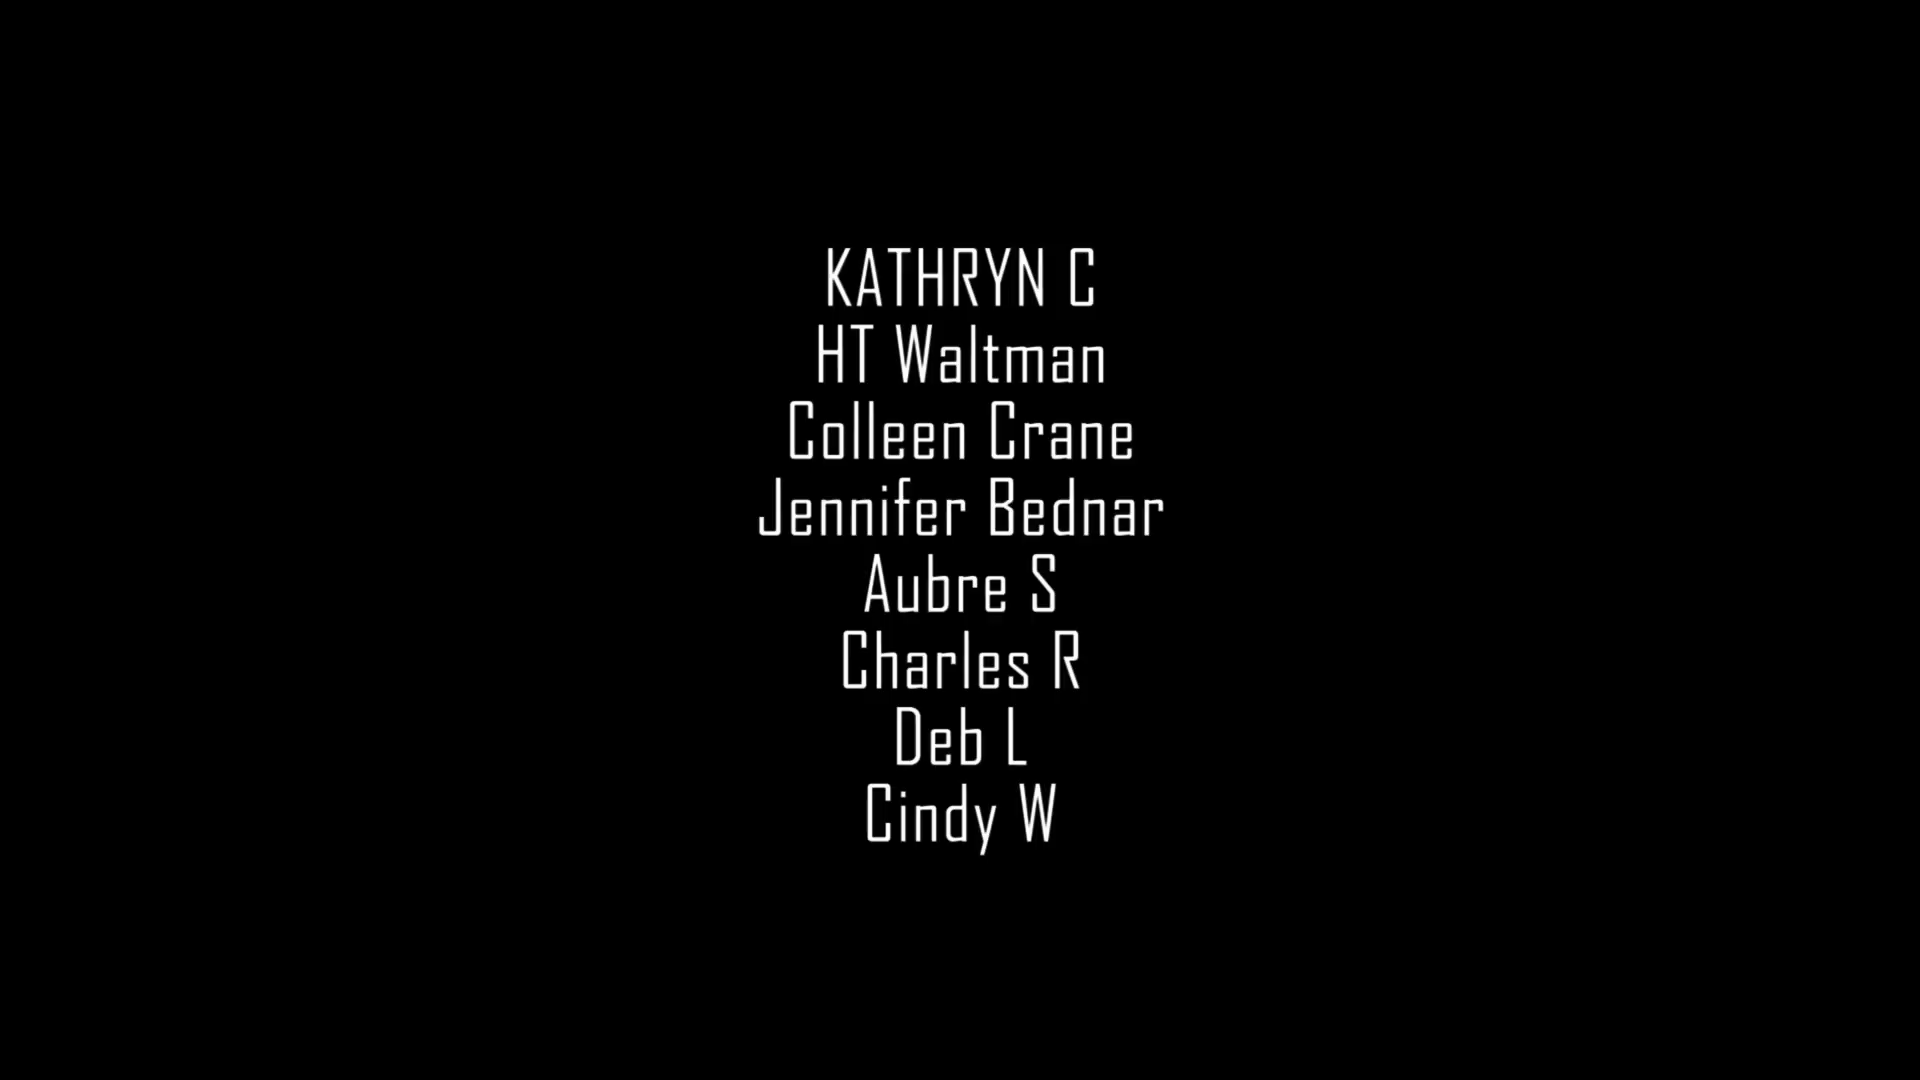 KATHRYN C
HT Waltman
Colleen Crane
Jennifer Bednar
Aubre S
Charles R
Deb L
Cindy W